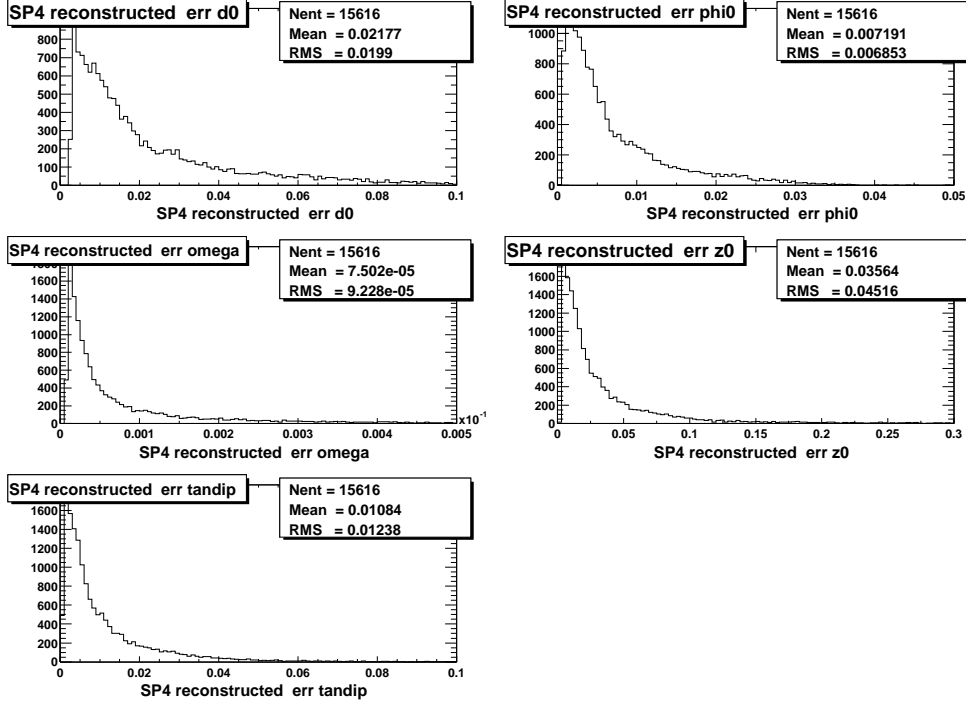 SP4 reconstructed  err d0
Nent = 15616
Mean  = 0.02177
RMS   = 0.0199
800
700
600
500
400
300
200
100
0
0 0.02 0.04 0.06 0.08 0.1
SP4 reconstructed  err d0
SP4 reconstructed  err phi0
Nent = 15616
Mean  = 0.007191
RMS   = 0.006853
1000
800
600
400
200
0
0 0.01 0.02 0.03 0.04 0.05
SP4 reconstructed  err phi0
SP4 reconstructed  err omega
Nent = 15616
Mean  = 7.502e-05
RMS   = 9.228e-05
1800
1600
1400
1200
1000
800
600
400
200
0
x10^-1
0 0.001 0.002 0.003 0.004 0.005
SP4 reconstructed  err omega
SP4 reconstructed  err z0
Nent = 15616
Mean  = 0.03564
RMS   = 0.04516
1600
1400
1200
1000
800
600
400
200
0
0 0.05 0.1 0.15 0.2 0.25 0.3
SP4 reconstructed  err z0
SP4 reconstructed  err tandip
Nent = 15616
Mean  = 0.01084
RMS   = 0.01238
1600
1400
1200
1000
800
600
400
200
0
0 0.02 0.04 0.06 0.08 0.1
SP4 reconstructed  err tandip